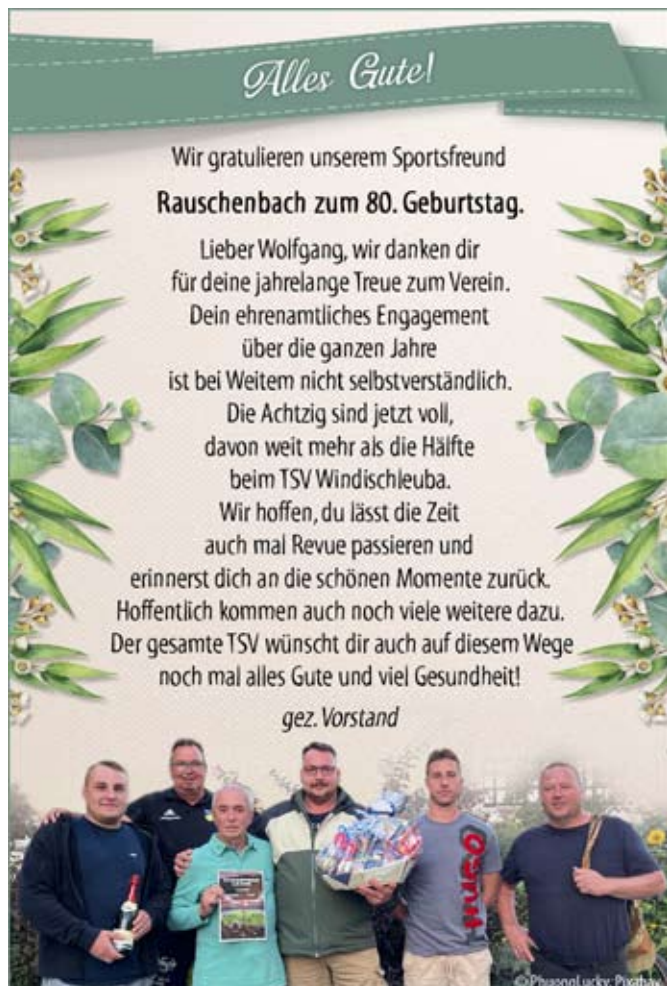 Alles Gute!
Wir gratulieren unserem Sportsfreund
Rauschenbach zum 80. Geburtstag.
Lieber Wolfgang, wir danken dir
für deine jahrelange Treue zum Verein.
Dein ehrenamtliches Engagement
über die ganzen Jahre
ist bei Weitem nicht selbstverständlich.
Die Achtzig sind jetzt voll,
davon weit mehr als die Hälfte
beim TSV Windischleuba.
Wir hoffen, du lässt die Zeit
auch mal Revue passieren und
erinnerst dich an die schönen Momente zurück.
Hoffentlich kommen auch noch viele weitere dazu.
Der gesamte TSV wünscht dir auch auf diesem Wege
noch mal alles Gute und viel Gesundheit!
gez. Vorstand
©PhuongLucky, Pixabay